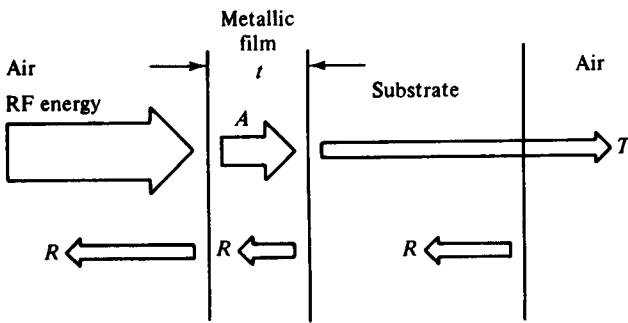 Metallic
film
t
Air
RF energy
A
Substrate
Air
T
R
R
R